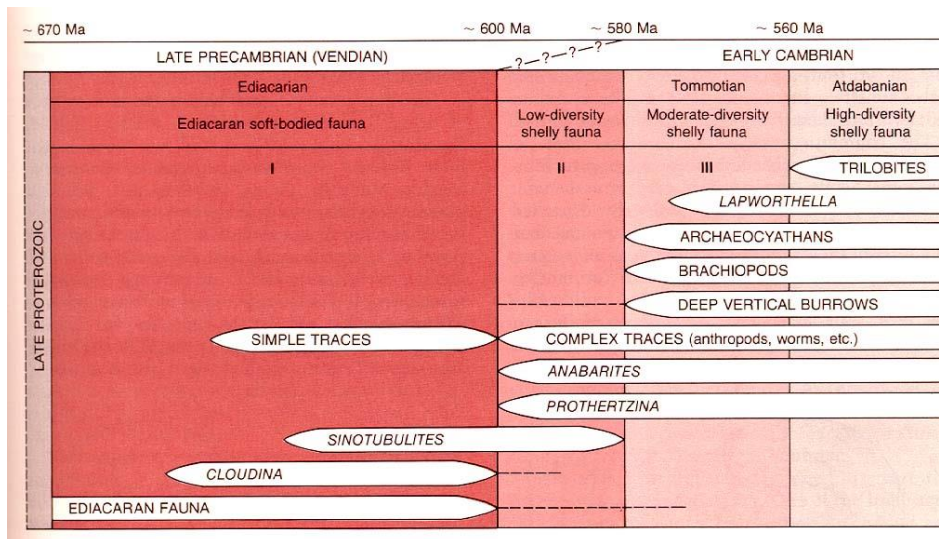 ~ 670 Ma ~ 600 Ma ~ 580 Ma ~ 560 Ma
LATE PRECAMBRIAN (VENDIAN) ?—?—?—? EARLY CAMBRIAN
Ediacarian Tommotian Atdabanian
Ediacaran soft-bodied fauna
Low-diversity
shelly fauna
Moderate-diversity
shelly fauna
High-diversity
shelly fauna
I II III
TRILOBITES
LAPWORTHELLA
ARCHAEOCYATHANS
BRACHIOPODS
DEEP VERTICAL BURROWS
SIMPLE TRACES COMPLEX TRACES (anthropods, worms, etc.)
ANABARITES
PROTHERTZINA
SINOTUBULITES
CLOUDINA
EDIACARAN FAUNA
LATE PROTEROZOIC